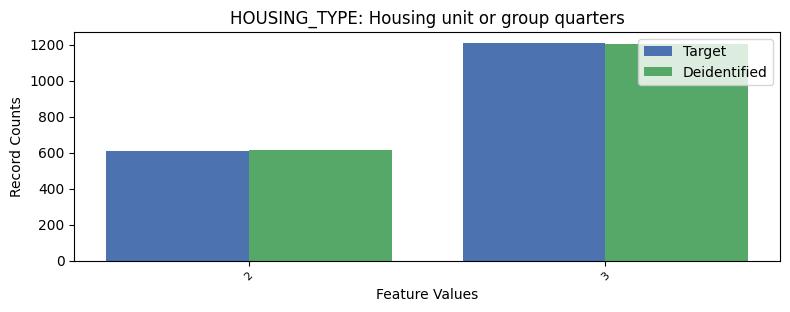 HOUSING_TYPE: Housing unit or group quarters
Target
Deidentified
1200
1000
800
600
400
200
0
Record Counts
2
3
Feature Values